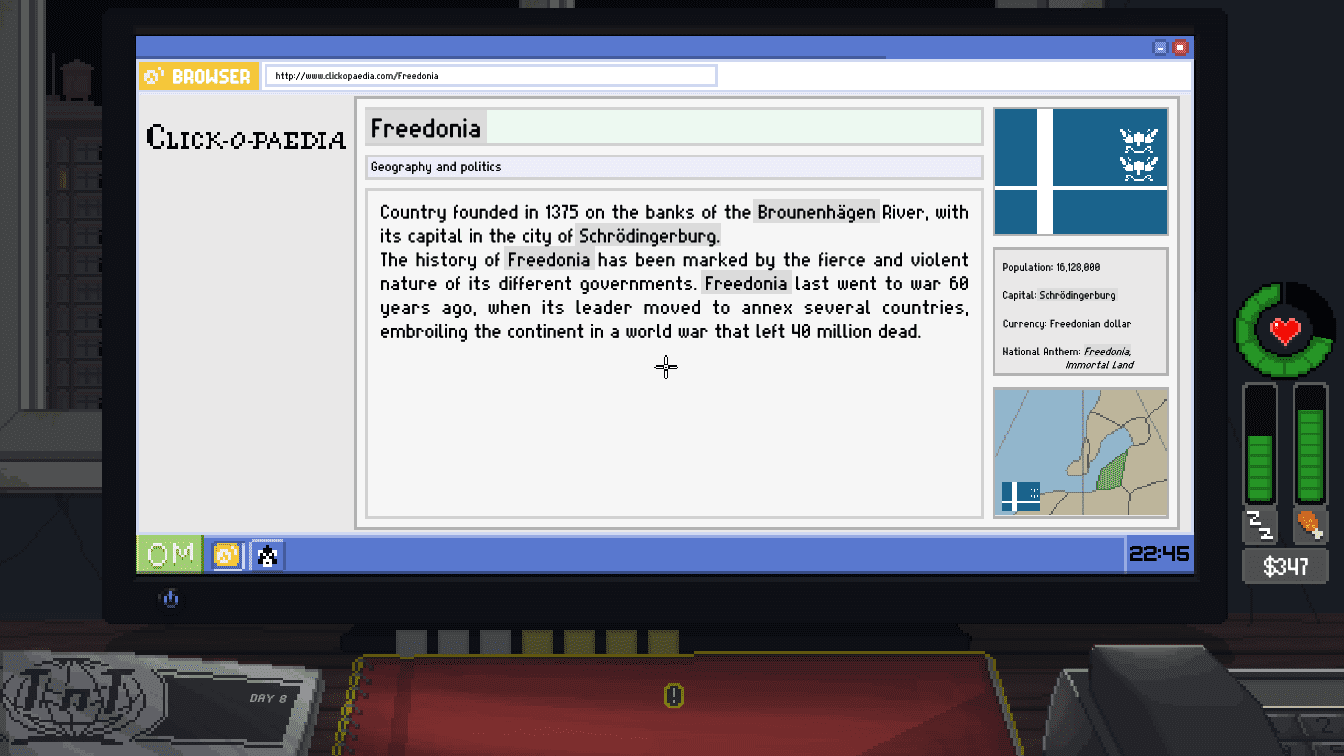 BROWSER
http://www.clickopaedia.com/Freedonia
CLICK-O-PAEDIA
Freedonia
Geography and politics
Country founded in 1375 on the banks of the Brounenhägen River, with
its capital in the city of Schrödingerburg.
The history of Freedonia has been marked by the fierce and violent
nature of its different governments. Freedonia last went to war 60
years ago, when its leader moved to annex several countries,
embroiling the continent in a world war that left 40 million dead.
Population: 16,128,000
Capital: Schrödingerburg
Currency: Freedonian dollar
National Anthem: Freedonia,
Immortal Land
OM
22:45
ZZ
$347
TnT
DAY 8
!